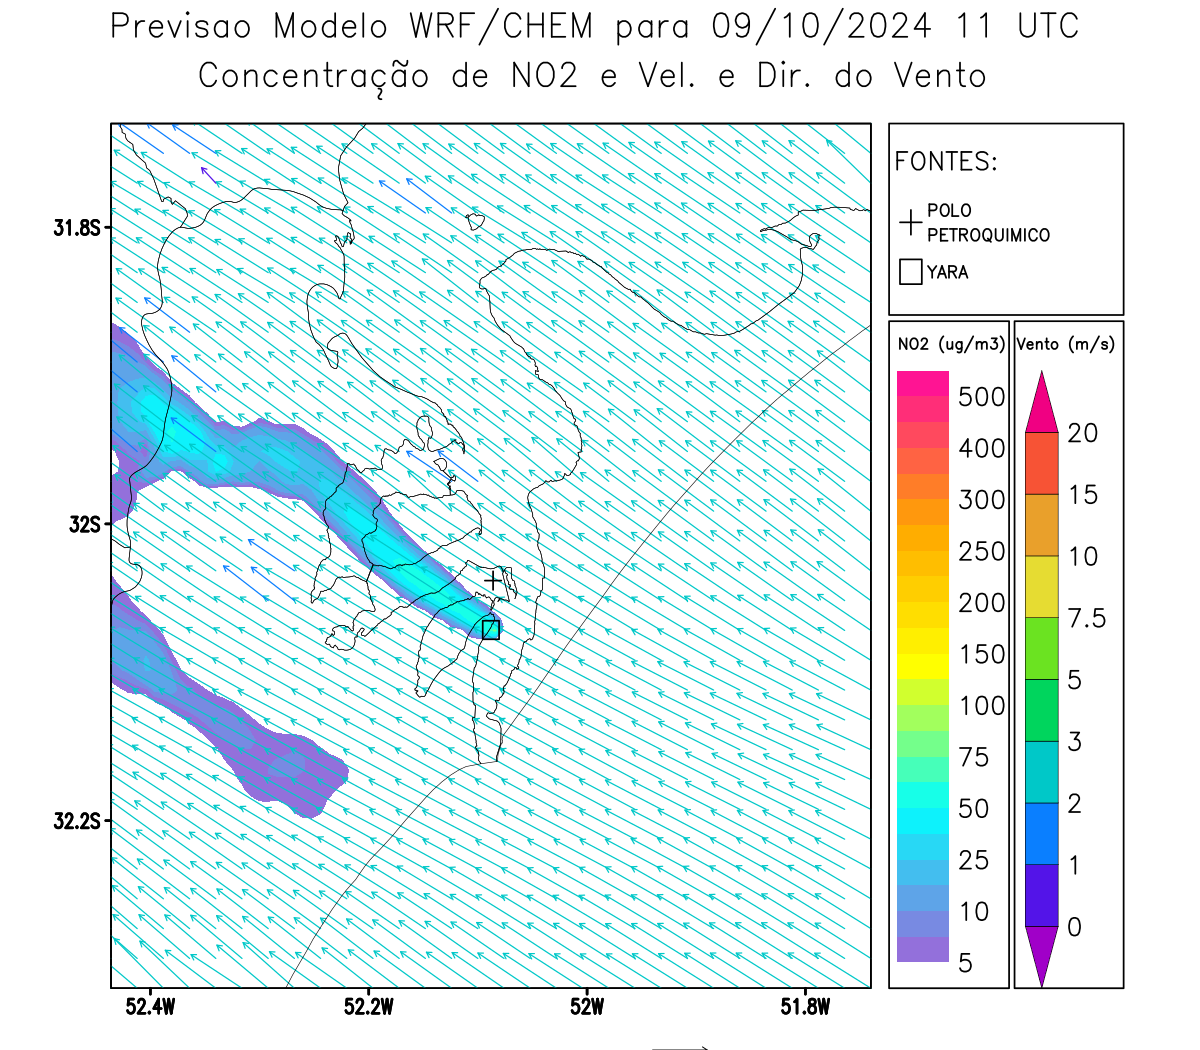 Previsao Modelo WRF/CHEM para 09/10/2024 11 UTC
Concentração de NO2 e Vel. e Dir. do Vento
FONTES:
POLO
PETROQUIMICO
YARA
31.8S
32S
32.2S
52.4W
52.2W
52W
51.8W
NO2 (ug/m3)
500
400
300
250
200
150
100
75
50
25
10
5
Vento (m/s)
20
15
10
7.5
5
3
2
1
0